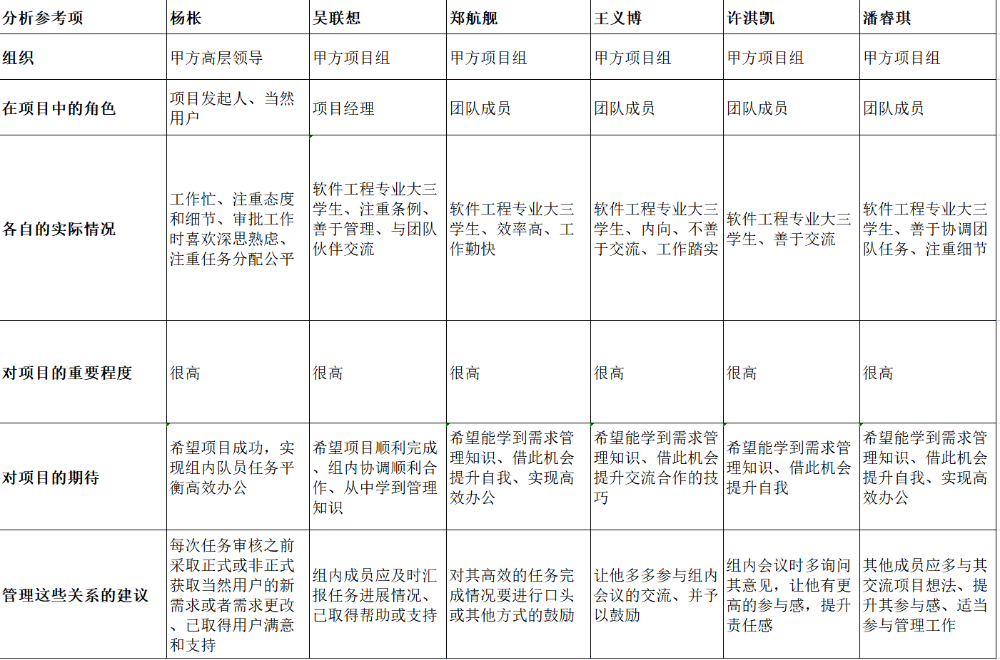 分析参考项 杨枨 吴联想 郑航舰 王义博 许淇凯 潘睿琪
组织 甲方高层领导 甲方项目组 甲方项目组 甲方项目组 甲方项目组 甲方项目组
在项目中的角色
项目发起人、当然
用户
项目经理
团队成员
团队成员
团队成员
团队成员
各自的实际情况
工作忙、注重态度
和细节、审批工作
时喜欢深思熟虑、
注重任务分配公平
软件工程专业大三
学生、注重条例、
善于管理、与团队
伙伴交流
软件工程专业大三
学生、效率高、工
作勤快
软件工程专业大三
学生、内向、不善
于交流、工作踏实
软件工程专业大三
学生、善于交流
软件工程专业大三
学生、善于协调团
队任务、注重细节
对项目的重要程度 很高 很高 很高 很高 很高 很高
对项目的期待
希望项目成功，实
现组内队员任务平
衡高效办公
希望项目顺利完成
、组内协调顺利合
作、从中学到管理
知识
希望能学到需求管
理知识、借此机会
提升自我、实现高
效办公
希望能学到需求管
理知识、借此机会
提升交流合作的技
巧
希望能学到需求管
理知识、借此机会
提升自我
希望能学到需求管
理知识、借此机会
提升自我、实现高
效办公
管理这些关系的建议
每次任务审核之前
采取正式或非正式
获取当然用户的新
需求或者需求更改
、已取得用户满意
和支持
组内成员应及时汇
报任务进展情况、
已取得帮助或支持
对其高效的任务完
成情况要进行口头
或其他方式的鼓励
让他多多参与组内
会议的交流、并予
以鼓励
组内会议时多询问
其意见，让他有更
高的参与感，提升
责任感
其他成员应多与其
交流项目想法、提
升其参与感、适当
参与管理工作